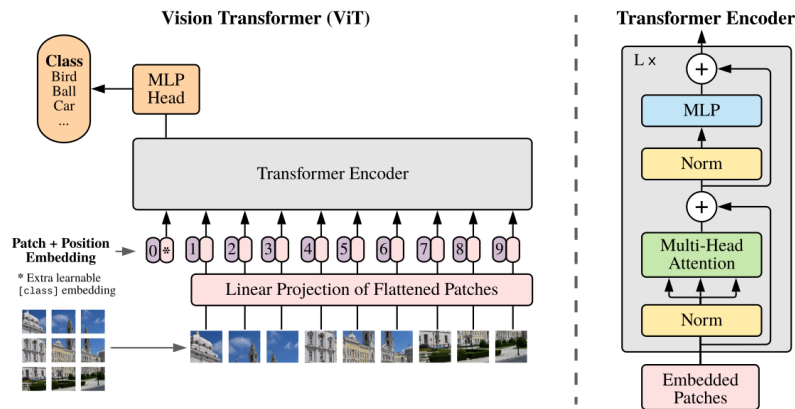 Vision Transformer (ViT)
Class
Bird
Ball
Car
...
MLP
Head
Transformer Encoder
Patch + Position
Embedding
0 * 1 2 3 4 5 6 7 8 9
* Extra learnable
[class] embedding
Linear Projection of Flattened Patches
Transformer Encoder
L ×
+
MLP
Norm
+
Multi-Head
Attention
Norm
Embedded
Patches